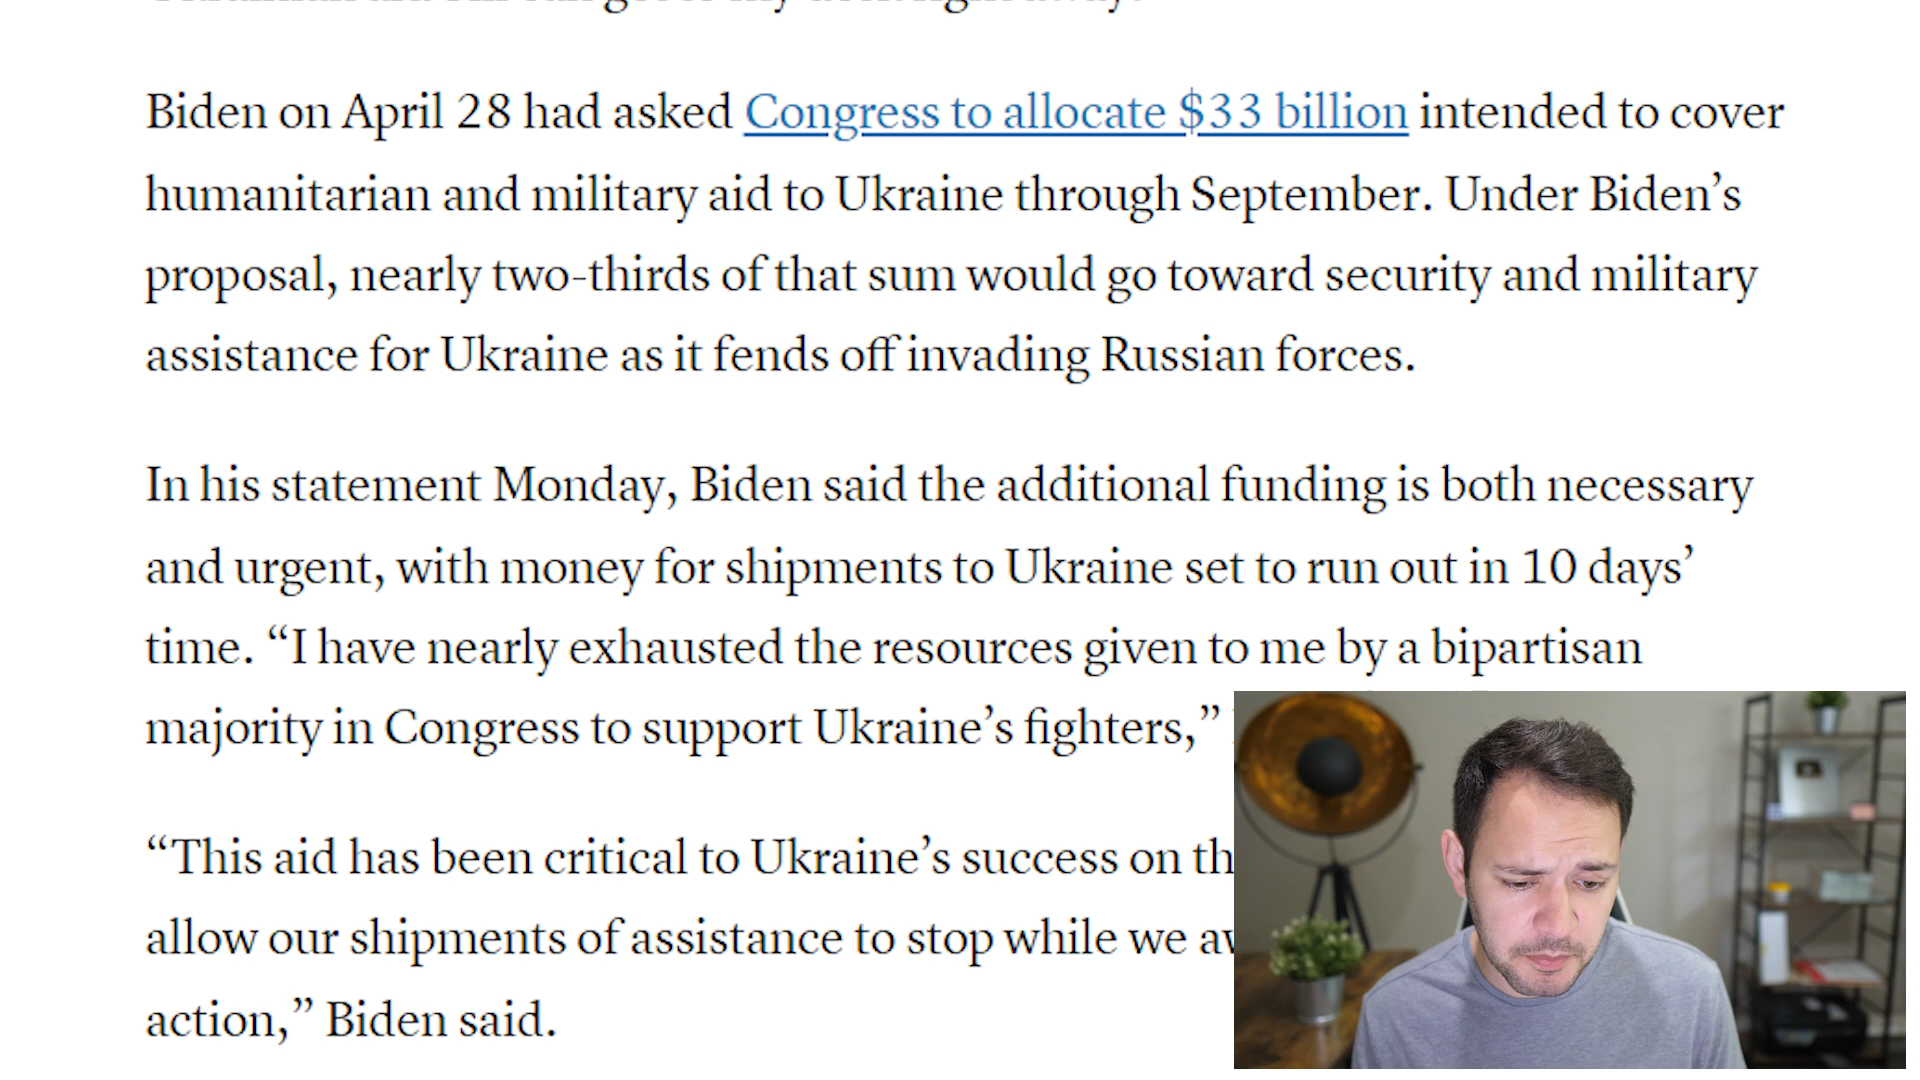 Biden on April 28 had asked Congress to allocate $33 billion intended to cover
humanitarian and military aid to Ukraine through September. Under Biden’s
proposal, nearly two-thirds of that sum would go toward security and military
assistance for Ukraine as it fends off invading Russian forces.
In his statement Monday, Biden said the additional funding is both necessary
and urgent, with money for shipments to Ukraine set to run out in 10 days’
time. “I have nearly exhausted the resources given to me by a bipartisan
majority in Congress to support Ukraine’s fighters,”
“This aid has been critical to Ukraine’s success on
allow our shipments of assistance to stop while we
action,” Biden said.